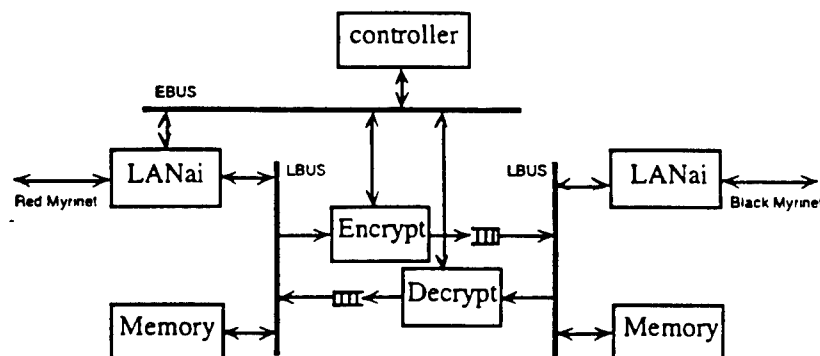 controller
EBUS
LANai
LBUS
LBUS
LANai
Red Myrinet
Black Myrinet
Encrypt
Decrypt
Memory
Memory